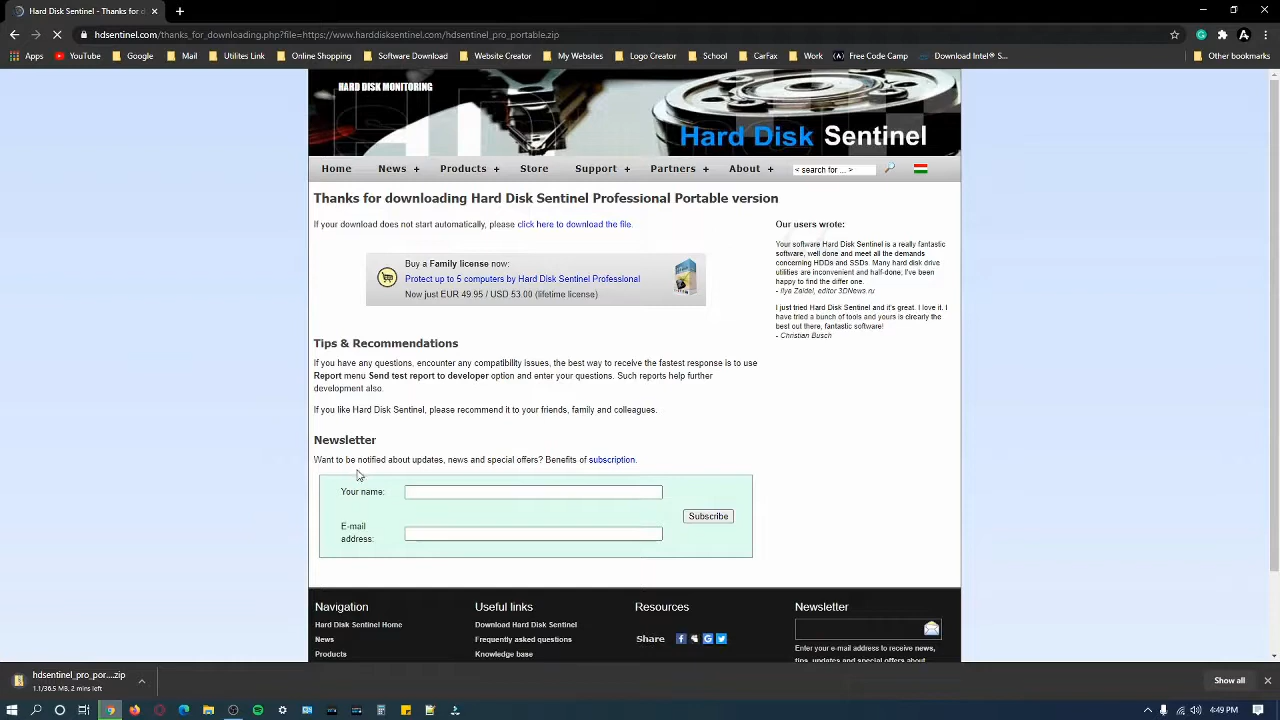 Hard Disk Sentinel - Thanks for d
hdsentinel.com/thanks_for_downloading.php?file=https://www.harddisksentinel.com/hdsentinel_pro_portable.zip
Apps YouTube Google Mail Utilites Link Software Download Website Creator My Websites Logo Creator School CarFax Work Free Code Camp Download Intel® S... Other bookmarks
HARD DISK MONITORING
Hard Disk Sentinel
Home News + Products + Store Support + Partners + About + < search for ... >
Thanks for downloading Hard Disk Sentinel Professional Portable version
If your download does not start automatically, please click here to download the file.
Buy a Family license now:
Protect up to 5 computers by Hard Disk Sentinel Professional
Now just EUR 49.95 / USD 53.00 (lifetime license)
Tips & Recommendations
If you have any questions, encounter any compatibility issues, the best way to receive the fastest response is to use
Report menu Send test report to developer option and enter your questions. Such reports help further
development also.
If you like Hard Disk Sentinel, please recommend it to your friends, family and colleagues.
Newsletter
Want to be notified about updates, news and special offers? Benefits of subscription.
Your name:
E-mail
address:
Subscribe
Our users wrote:
Your software Hard Disk Sentinel is a really fantastic
software, well done and meet all the demands
concerning HDDs and SSDs. Many hard disk drive
utilities are inconvenient and half-done; I've been
happy to find the differ one.
- Ilya Zaidel, editor 3DNews.ru
I just tried Hard Disk Sentinel and it's great. I love it. I
have tried a bunch of tools and yours is clrearly the
best out there, fantastic software!
- Christian Busch
Navigation
Hard Disk Sentinel Home
News
Products
Useful links
Download Hard Disk Sentinel
Frequently asked questions
Knowledge base
Resources
Share
Newsletter
Enter your e-mail address to receive news,
tips, updates and special offers about
hdsentinel_pro_por....zip
1.1/36.5 MB, 2 mins left
Show all
4:49 PM